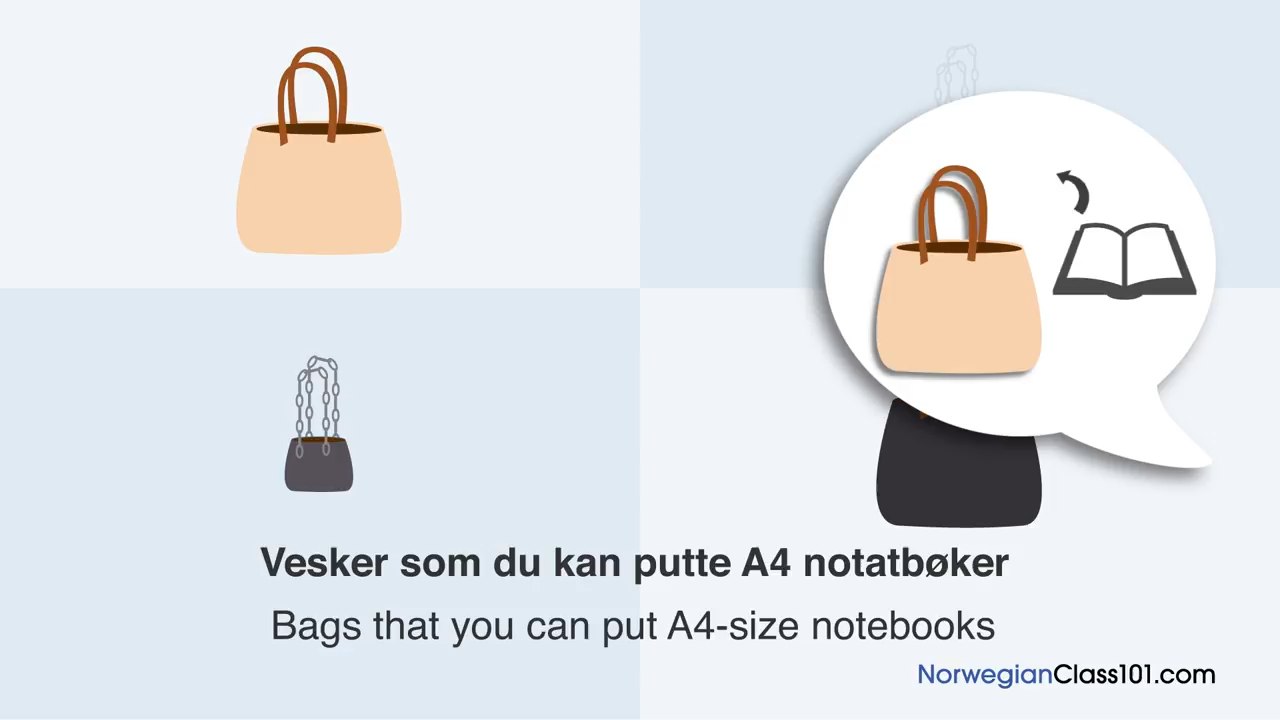 Vesker som du kan putte A4 notatbøker
Bags that you can put A4-size notebooks
NorwegianClass101.com